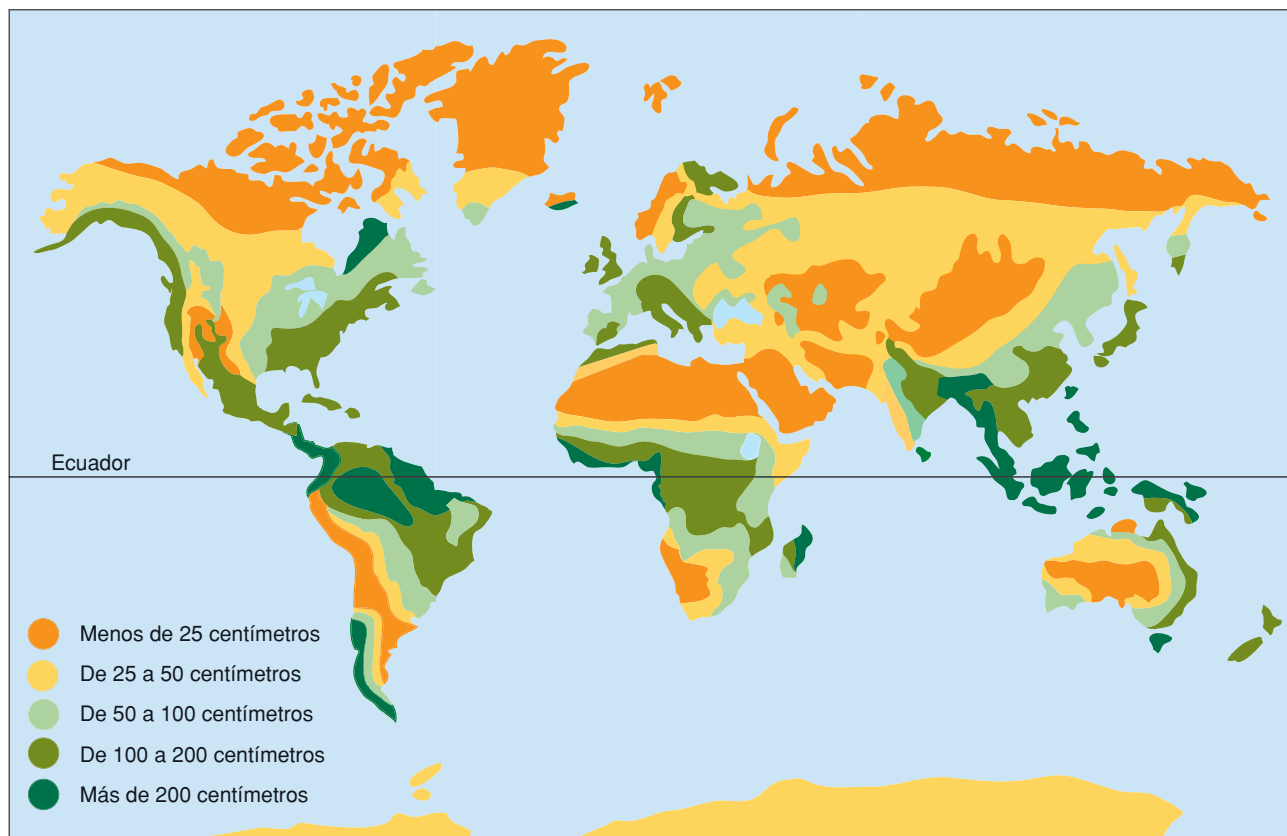 Ecuador
Menos de 25 centímetros
De 25 a 50 centímetros
De 50 a 100 centímetros
De 100 a 200 centímetros
Más de 200 centímetros